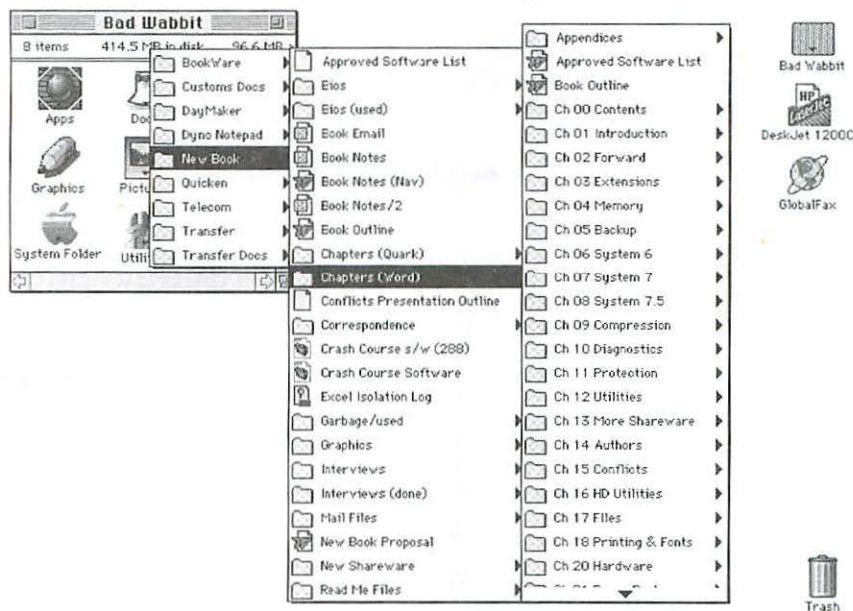 Bad Wabbit
8 items 414.5 MB in disk 96.6 MB
Apps
Graphics
System Folder
BookWare
Customs Docs
DayMaker
Dyno Notepad
New Book
Quicken
Telecom
Transfer
Transfer Docs
Approved Software List
Bios
Bios (used)
Book Email
Book Notes
Book Notes (Nav)
Book Notes/2
Book Outline
Chapters (Quark)
Chapters (Word)
Conflicts Presentation Outline
Correspondence
Crash Course s/w (288)
Crash Course Software
Excel Isolation Log
Garbage/used
Graphics
Interviews
Interviews (done)
Mail Files
New Book Proposal
New Shareware
Read Me Files
Appendices
Approved Software List
Book Outline
Ch 00 Contents
Ch 01 Introduction
Ch 02 Forward
Ch 03 Extensions
Ch 04 Memory
Ch 05 Backup
Ch 06 System 6
Ch 07 System 7
Ch 08 System 7.5
Ch 09 Compression
Ch 10 Diagnostics
Ch 11 Protection
Ch 12 Utilities
Ch 13 More Shareware
Ch 14 Authors
Ch 15 Conflicts
Ch 16 HD Utilities
Ch 17 Files
Ch 18 Printing & Fonts
Ch 20 Hardware
Bad Wabbit
HP
LaserJet
DeskJet 1200C
GlobalFax
Trash